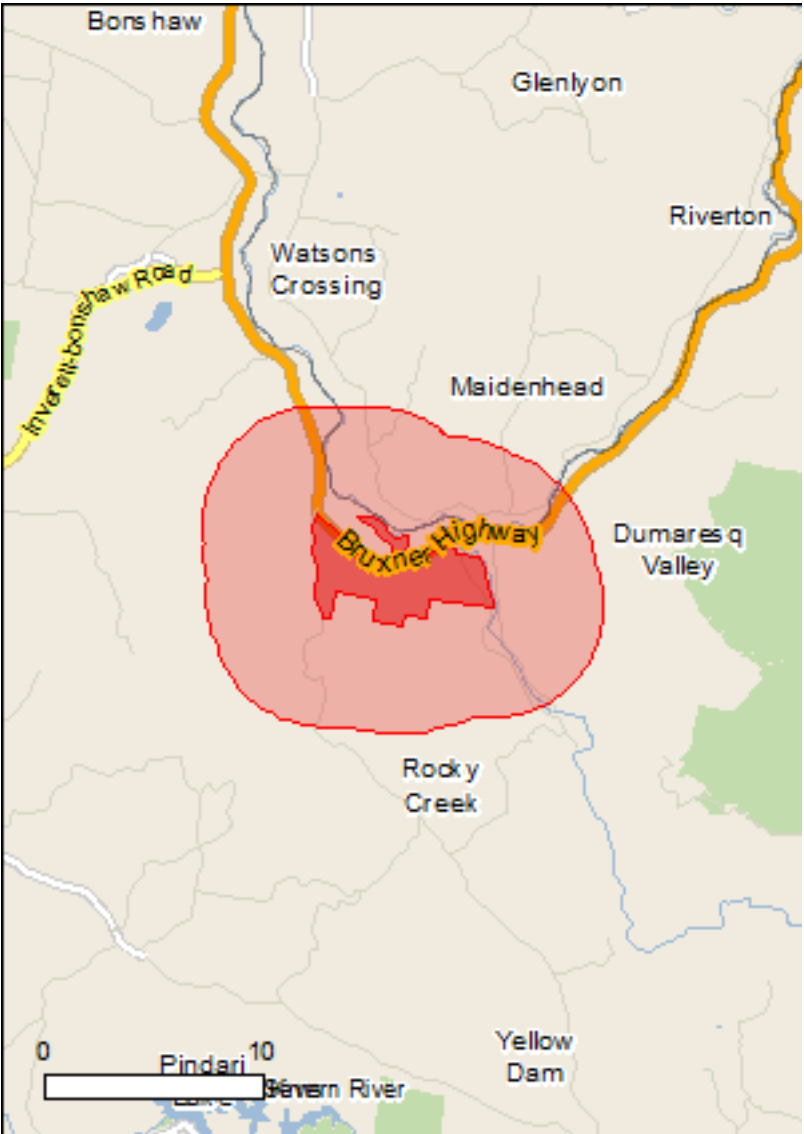 Bonshaw
Glenlyon
Riverton
Watsons
Crossing
Inverell-bonshaw Road
Maidenhead
Bruxner Highway
Dumaresq
Valley
Rocky
Creek
Yellow
Dam
0 10
Pindari
Lake
River